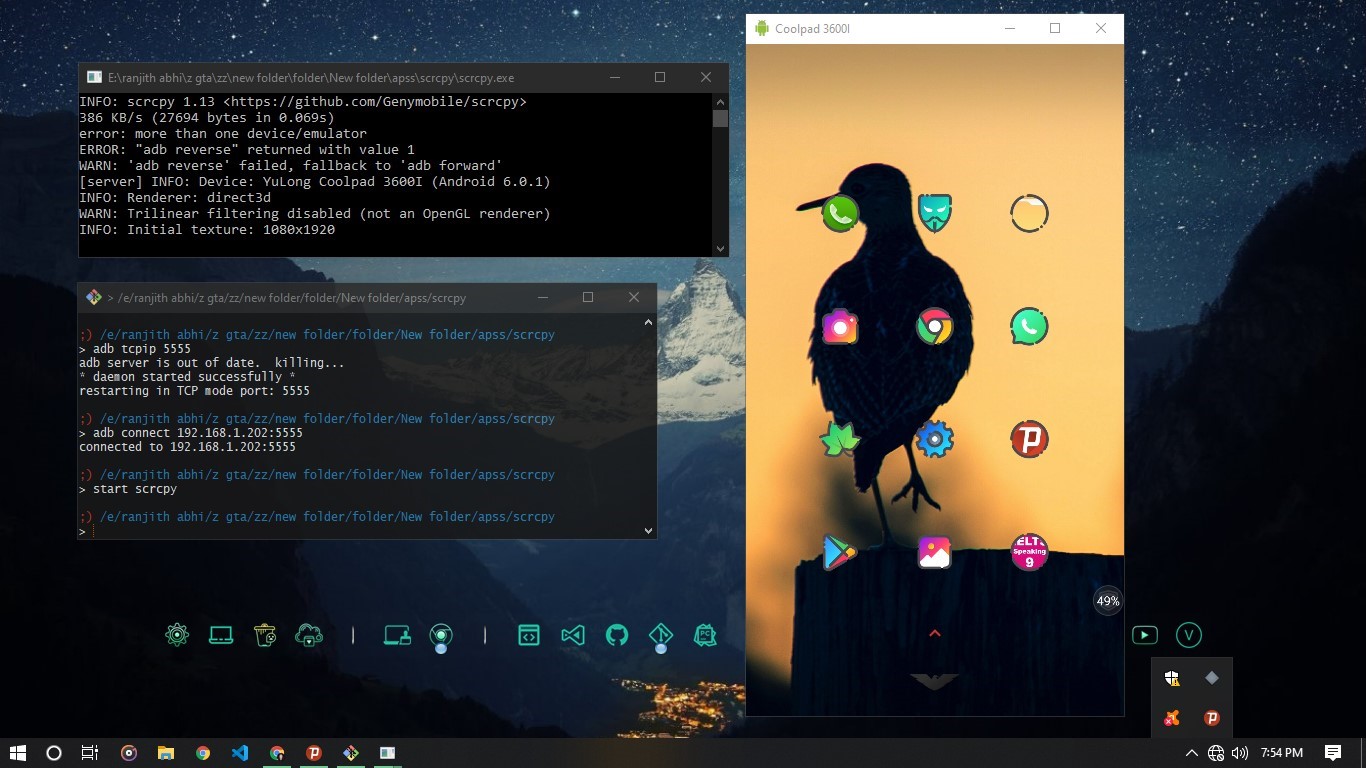 Coolpad 3600I
E:\ranjith abhi\z gta\zz\new folder\folder\New folder\apss\scrcpy\scrcpy.exe
INFO: scrcpy 1.13 <https://github.com/Genymobile/scrcpy>
386 KB/s (27694 bytes in 0.069s)
error: more than one device/emulator
ERROR: "adb reverse" returned with value 1
WARN: 'adb reverse' failed, fallback to 'adb forward'
[server] INFO: Device: YuLong Coolpad 3600I (Android 6.0.1)
INFO: Renderer: direct3d
WARN: Trilinear filtering disabled (not an OpenGL renderer)
INFO: Initial texture: 1080x1920
> /e/ranjith abhi/z gta/zz/new folder/folder/New folder/apss/scrcpy
;) /e/ranjith abhi/z gta/zz/new folder/folder/New folder/apss/scrcpy
> adb tcpip 5555
adb server is out of date.  killing...
* daemon started successfully *
restarting in TCP mode port: 5555
;) /e/ranjith abhi/z gta/zz/new folder/folder/New folder/apss/scrcpy
> adb connect 192.168.1.202:5555
connected to 192.168.1.202:5555
;) /e/ranjith abhi/z gta/zz/new folder/folder/New folder/apss/scrcpy
> start scrcpy
;) /e/ranjith abhi/z gta/zz/new folder/folder/New folder/apss/scrcpy
>
P
IELTS
Speaking
9
49%
PC
V
P
P
7:54 PM